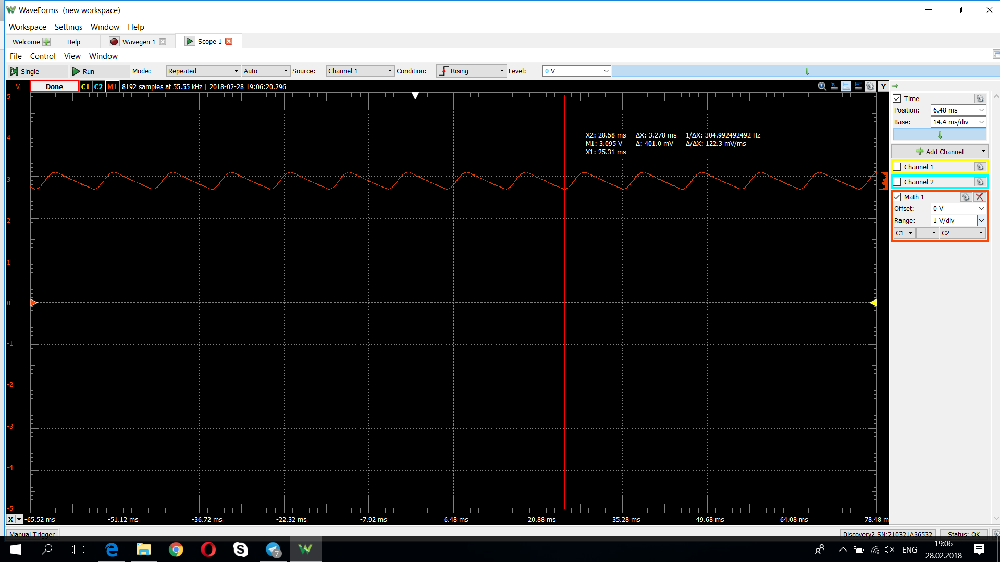 WaveForms (new workspace)
Workspace Settings Window Help
Welcome Help Wavegen 1 Scope 1
File Control View Window
Single Run Mode: Repeated Auto Source: Channel 1 Condition: Rising Level: 0 V
V Done C1 C2 M1 8192 samples at 55.55 kHz | 2018-02-28 19:06:20.296 Y
Time
Position: 6.48 ms
Base: 14.4 ms/div
Add Channel
Channel 1
Channel 2
Math 1
Offset: 0 V
Range: 1 V/div
C1 - C2
5
4
3
2
1
0
-1
-2
-3
-4
-5
X2: 28.58 ms ΔX: 3.278 ms 1/ΔX: 304.992492492 Hz
M1: 3.095 V Δ: 401.0 mV Δ/ΔX: 122.3 mV/ms
X1: 25.31 ms
X -65.52 ms -51.12 ms -36.72 ms -22.32 ms -7.92 ms 6.48 ms 20.88 ms 35.28 ms 49.68 ms 64.08 ms 78.48 m
Manual Trigger Discovery2 SN:210321A36532 Status: OK
7 ENG 19:06
28.02.2018